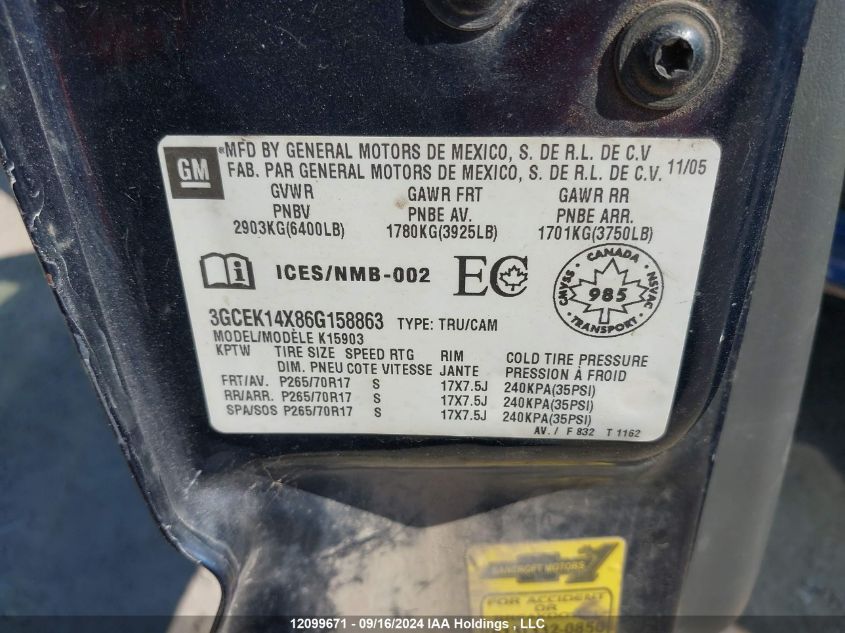 GM
MFD BY GENERAL MOTORS DE MEXICO, S. DE R.L. DE C.V
FAB. PAR GENERAL MOTORS DE MEXICO, S. DE R.L. DE C.V. 11/05
GVWR GAWR FRT GAWR RR
PNBV PNBE AV. PNBE ARR.
2903KG(6400LB) 1780KG(3925LB) 1701KG(3750LB)
i ICES/NMB-002 EC CANADA SRAWS NSVAC 985 TRANSPORT
3GCEK14X86G158863 TYPE: TRU/CAM
MODEL/MODÈLE K15903
KPTW TIRE SIZE SPEED RTG RIM COLD TIRE PRESSURE
DIM. PNEU COTE VITESSE JANTE PRESSION À FROID
FRT/AV. P265/70R17 S 17X7.5J 240KPA(35PSI)
RR/ARR. P265/70R17 S 17X7.5J 240KPA(35PSI)
SPA/SOS P265/70R17 S 17X7.5J 240KPA(35PSI)
AV. / F 832 T 1162
BANCROFT MOTORS
FOR ACCIDENT
OR
12099671 - 09/16/2024 IAA Holdings , LLC